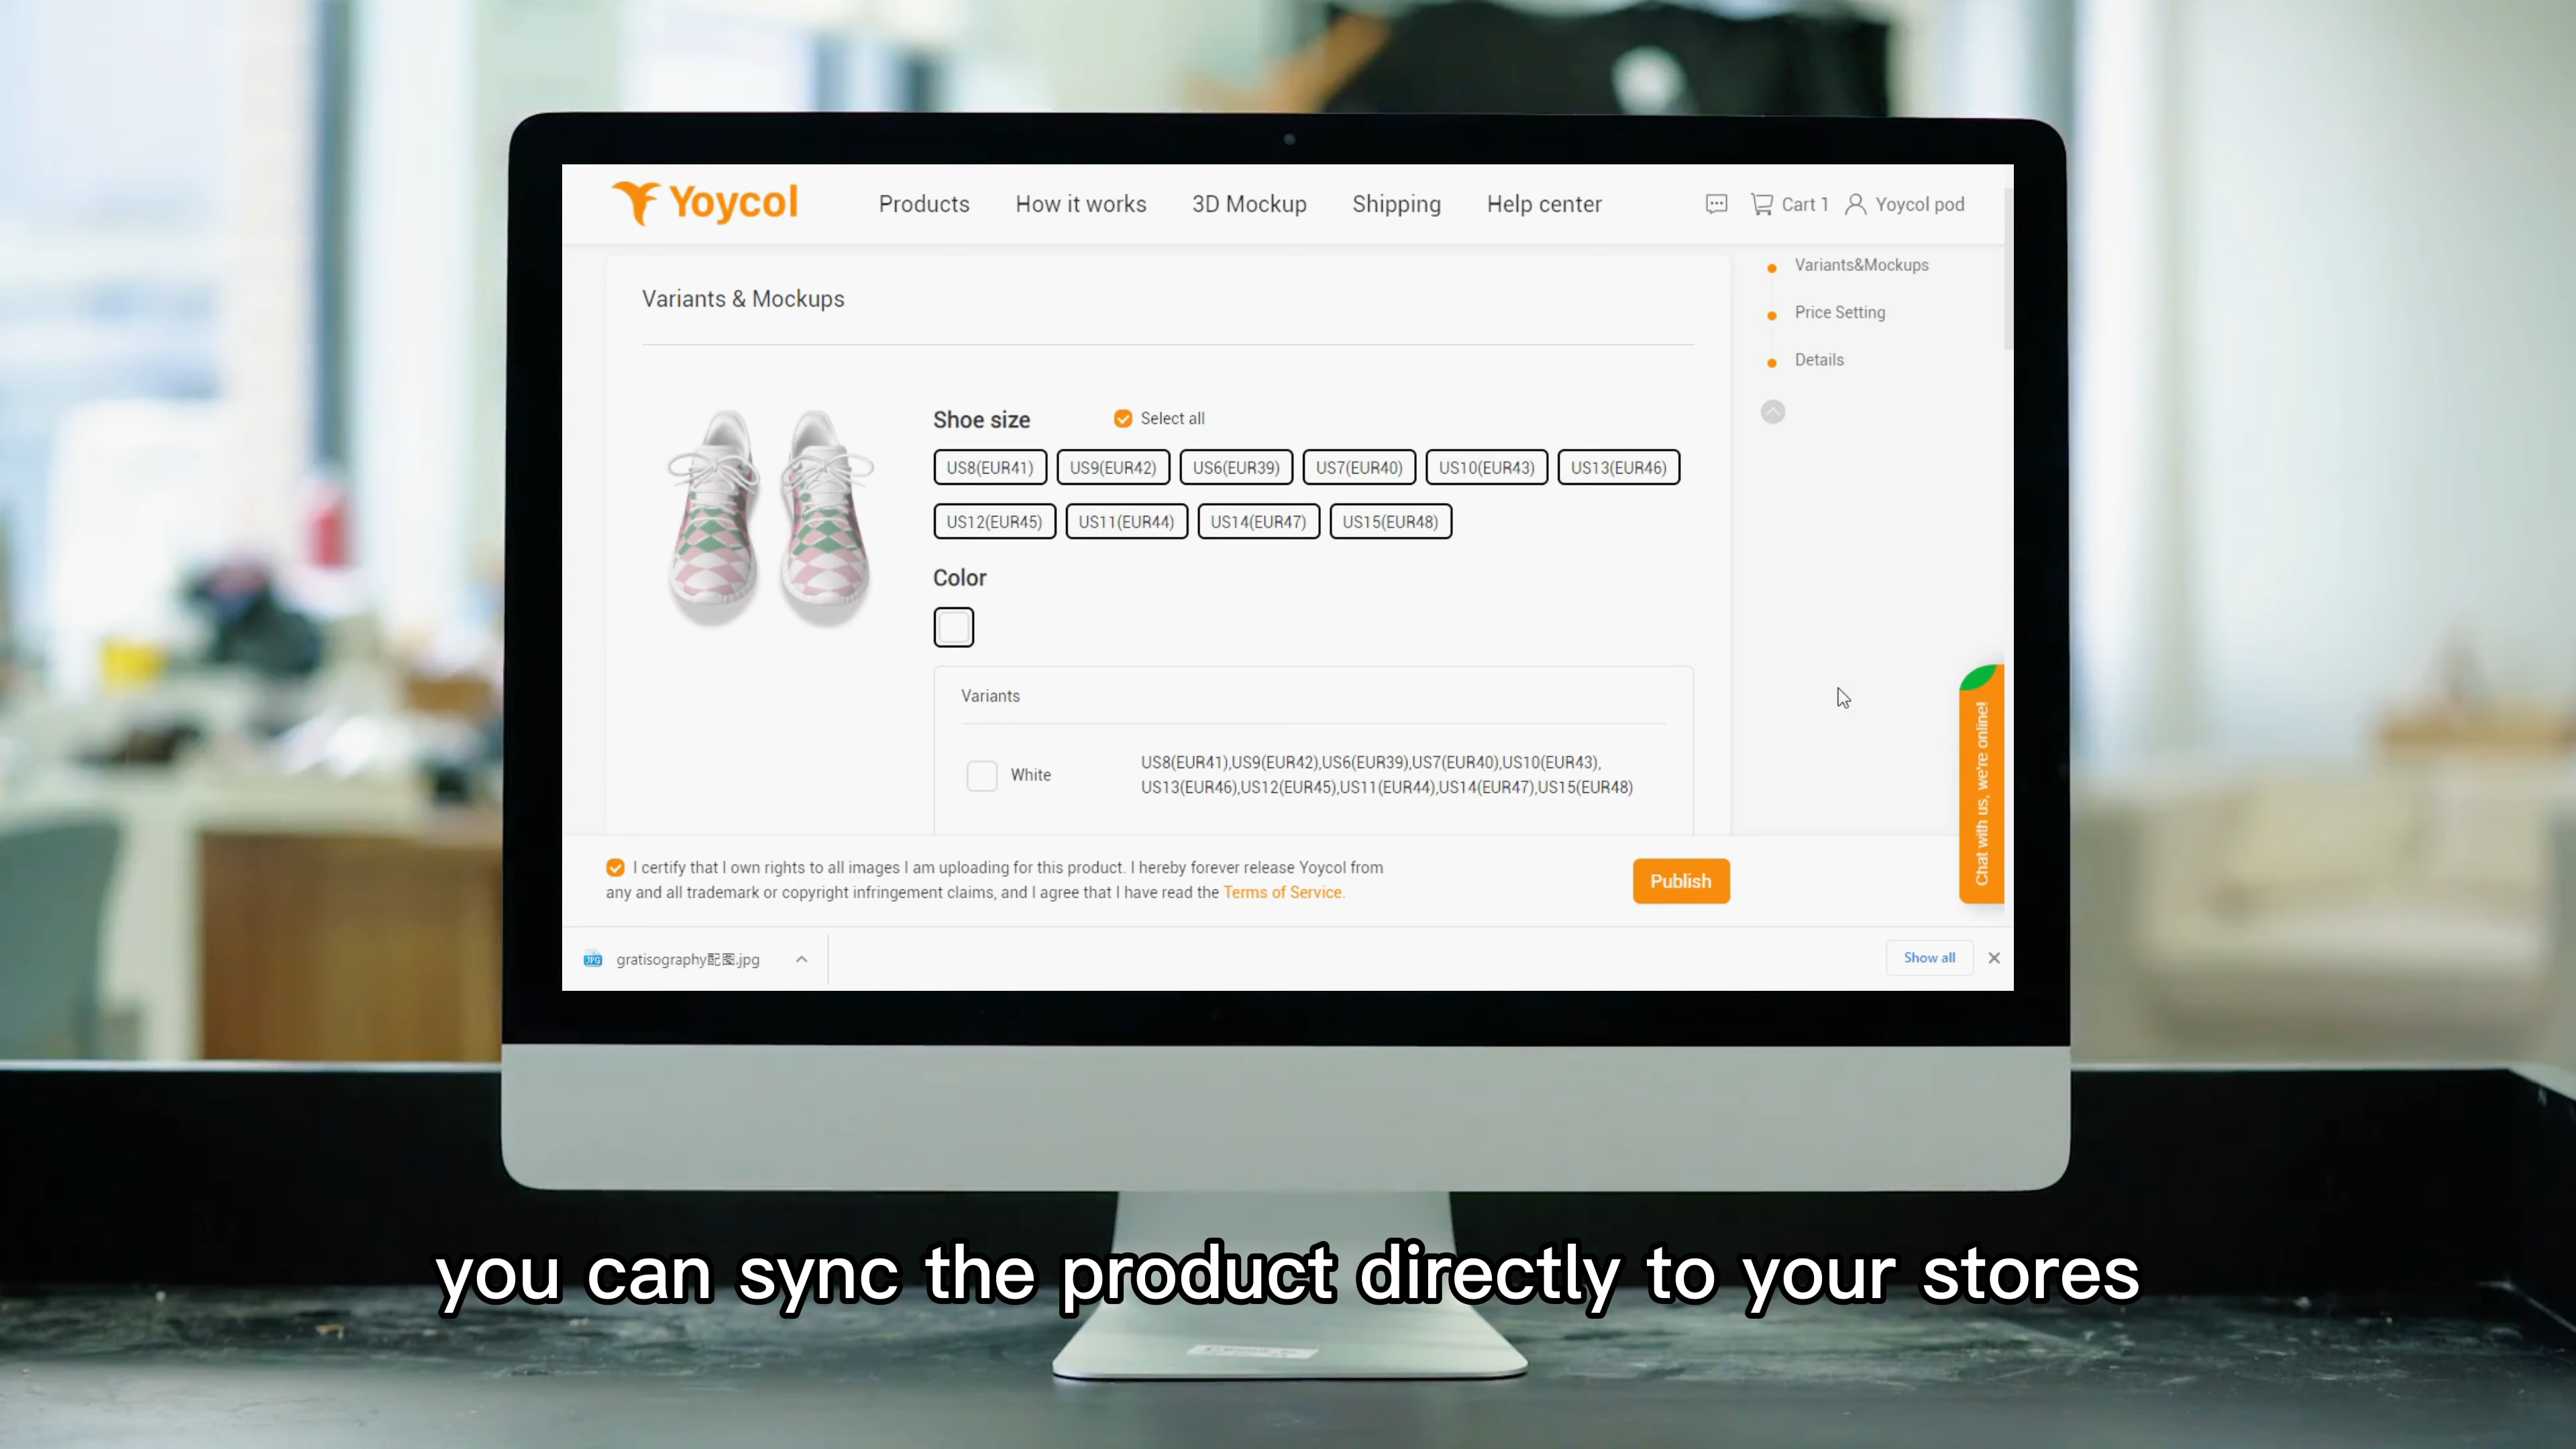 Yoycol
Products How it works 3D Mockup Shipping Help center Cart 1 Yoycol pod
Variants & Mockups
Shoe size Select all
US8(EUR41) US9(EUR42) US6(EUR39) US7(EUR40) US10(EUR43) US13(EUR46)
US12(EUR45) US11(EUR44) US14(EUR47) US15(EUR48)
Color
Variants
White
US8(EUR41),US9(EUR42),US6(EUR39),US7(EUR40),US10(EUR43),
US13(EUR46),US12(EUR45),US11(EUR44),US14(EUR47),US15(EUR48)
Variants&Mockups
Price Setting
Details
Chat with us, we're online!
I certify that I own rights to all images I am uploading for this product. I hereby forever release Yoycol from
any and all trademark or copyright infringement claims, and I agree that I have read the Terms of Service.
Publish
JPG gratisography配图.jpg
Show all
you can sync the product directly to your stores